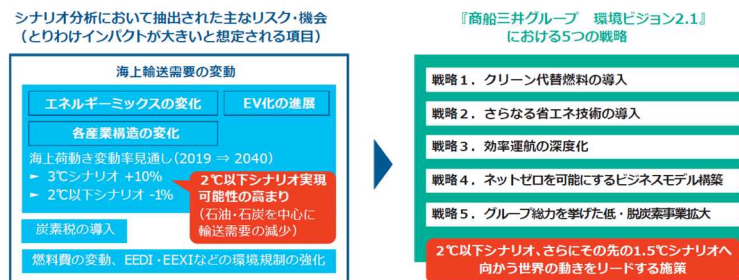 シナリオ分析において抽出された主なリスク・機会
（とりわけインパクトが大きいと想定される項目）
海上輸送需要の変動
エネルギーミックスの変化
EV化の進展
各産業構造の変化
海上荷動き変動率見通し（2019 ⇒ 2040）
► 3℃シナリオ +10%
► 2℃以下シナリオ -1%
2℃以下シナリオ実現
可能性の高まり
（石油・石炭を中心に
輸送需要の減少）
炭素税の導入
燃料費の変動、EEDI・EEXIなどの環境規制の強化
『商船三井グループ 環境ビジョン2.1』
における5つの戦略
戦略１．クリーン代替燃料の導入
戦略２．さらなる省エネ技術の導入
戦略３．効率運航の深度化
戦略４．ネットゼロを可能にするビジネスモデル構築
戦略５．グループ総力を挙げた低・脱炭素事業拡大
2℃以下シナリオ、さらにその先の1.5℃シナリオへ
向かう世界の動きをリードする施策